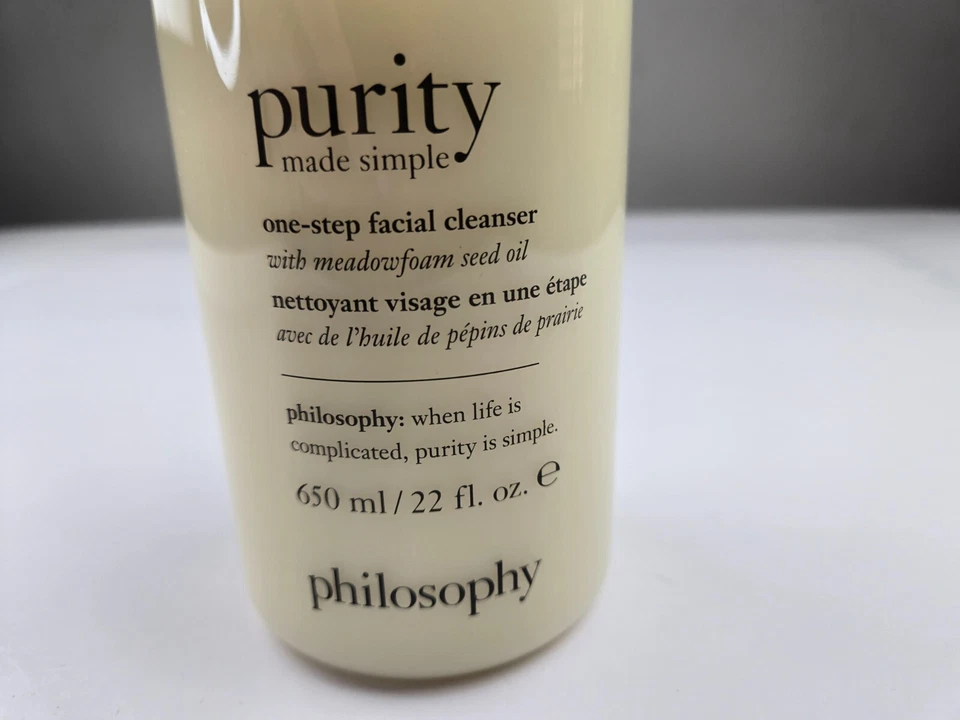 purity
made simple
one-step facial cleanser
with meadowfoam seed oil
nettoyant visage en une étape
avec de l'huile de pépins de prairie
philosophy: when life is
complicated, purity is simple.
650 ml / 22 fl. oz. ℮
philosophy